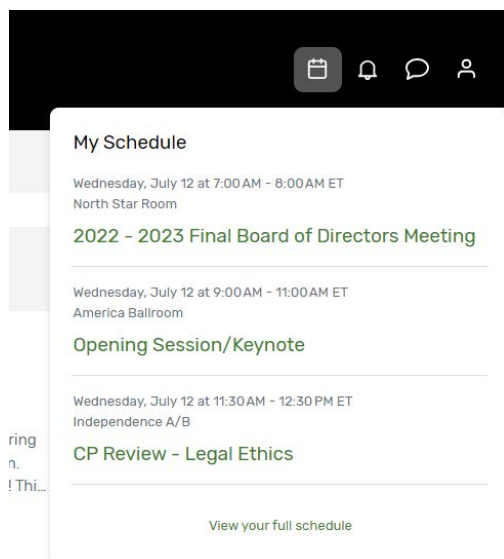 My Schedule
Wednesday, July 12 at 7:00 AM - 8:00 AM ET
North Star Room
2022 - 2023 Final Board of Directors Meeting
Wednesday, July 12 at 9:00 AM - 11:00 AM ET
America Ballroom
Opening Session/Keynote
Wednesday, July 12 at 11:30 AM - 12:30 PM ET
Independence A/B
CP Review - Legal Ethics
ring
n.
! Thi...
View your full schedule